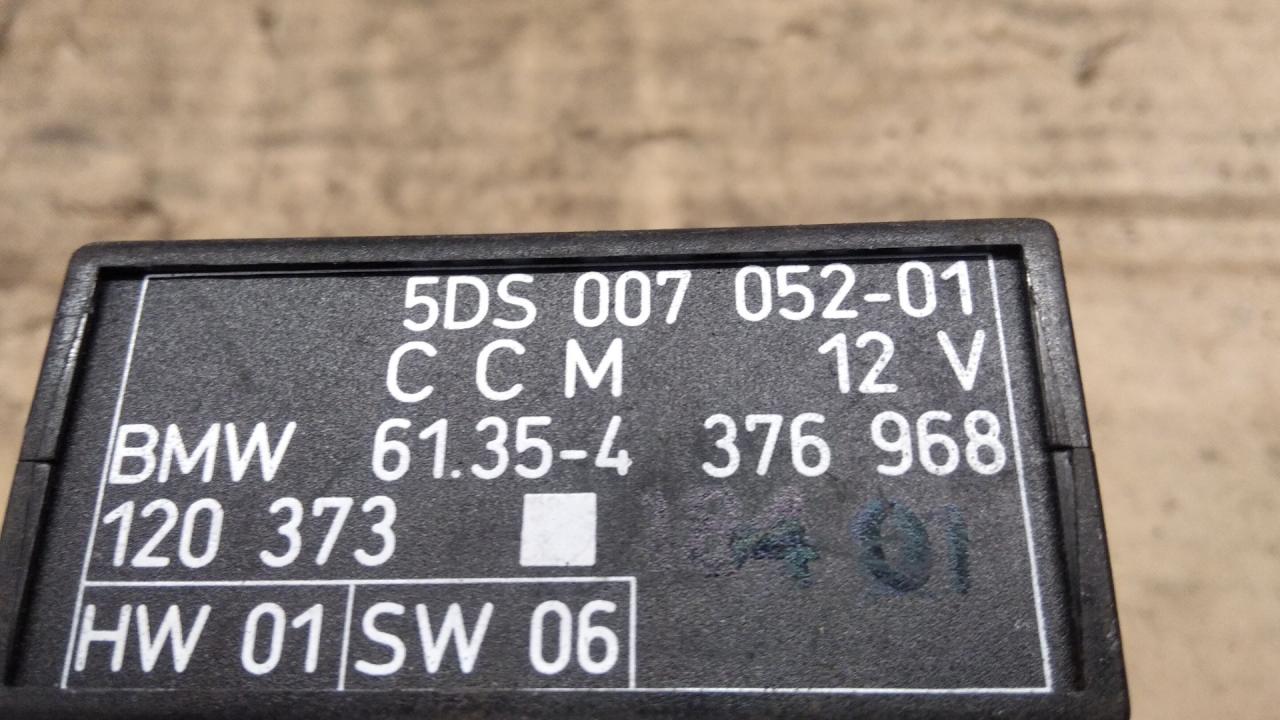 5DS 007 052-01
C C M 12 V
BMW 61.35-4 376 968
120 373
HW 01 SW 06